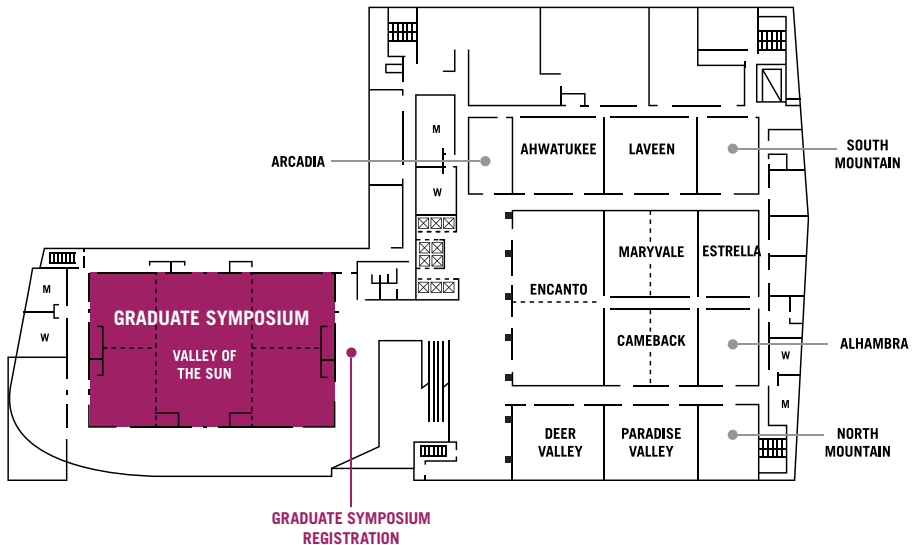 M
ARCADIA
AHWATUKEE
LAVEEN
SOUTH
MOUNTAIN
W
MARYVALE
ESTRELLA
M
ENCANTO
GRADUATE SYMPOSIUM
W
CAMEBACK
ALHAMBRA
VALLEY OF
THE SUN
W
M
DEER
VALLEY
PARADISE
VALLEY
NORTH
MOUNTAIN
GRADUATE SYMPOSIUM
REGISTRATION